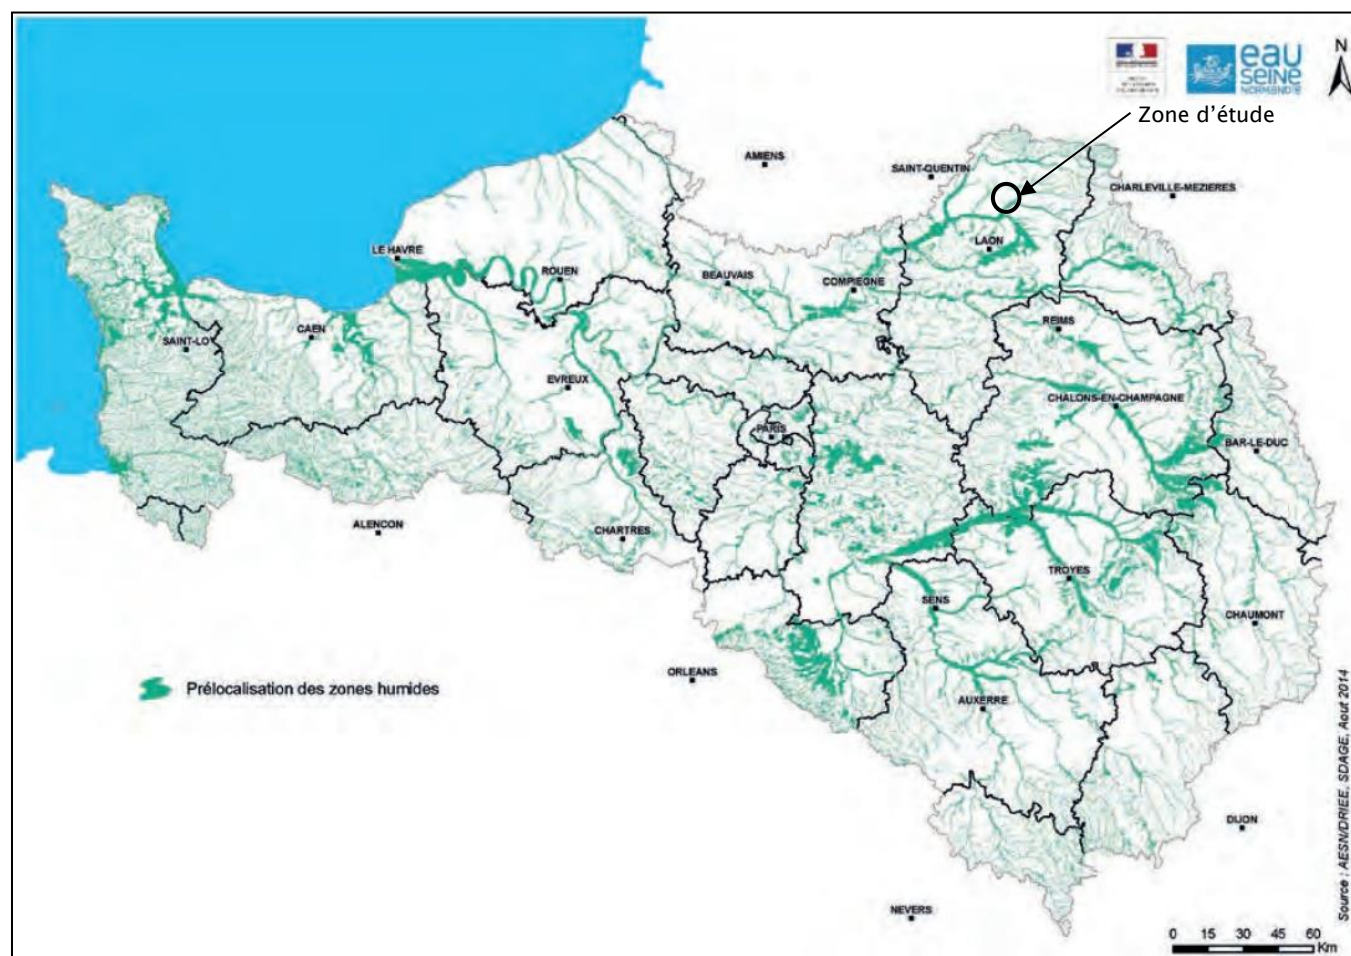 eau
SEINE
NORMANDIE
N
Zone d'étude
AMIENS
SAINT-QUENTIN
CHARLEVILLE-MEZIERES
LAON
LE HAVRE
ROUEN
BEAUVAIS
COMPIEGNE
REIMS
SAINT-LO
CAEN
EVREUX
CHALONS-EN-CHAMPAGNE
PARIS
BAR-LE-DUC
ALENCON
CHARTRES
TROYES
SENS
CHAUMONT
ORLEANS
Prélocalisation des zones humides
AUXERRE
DIJON
NEVERS
Source : AESN/DRIEE, SDAGE, Aout 2014
0 15 30 45 60
Km